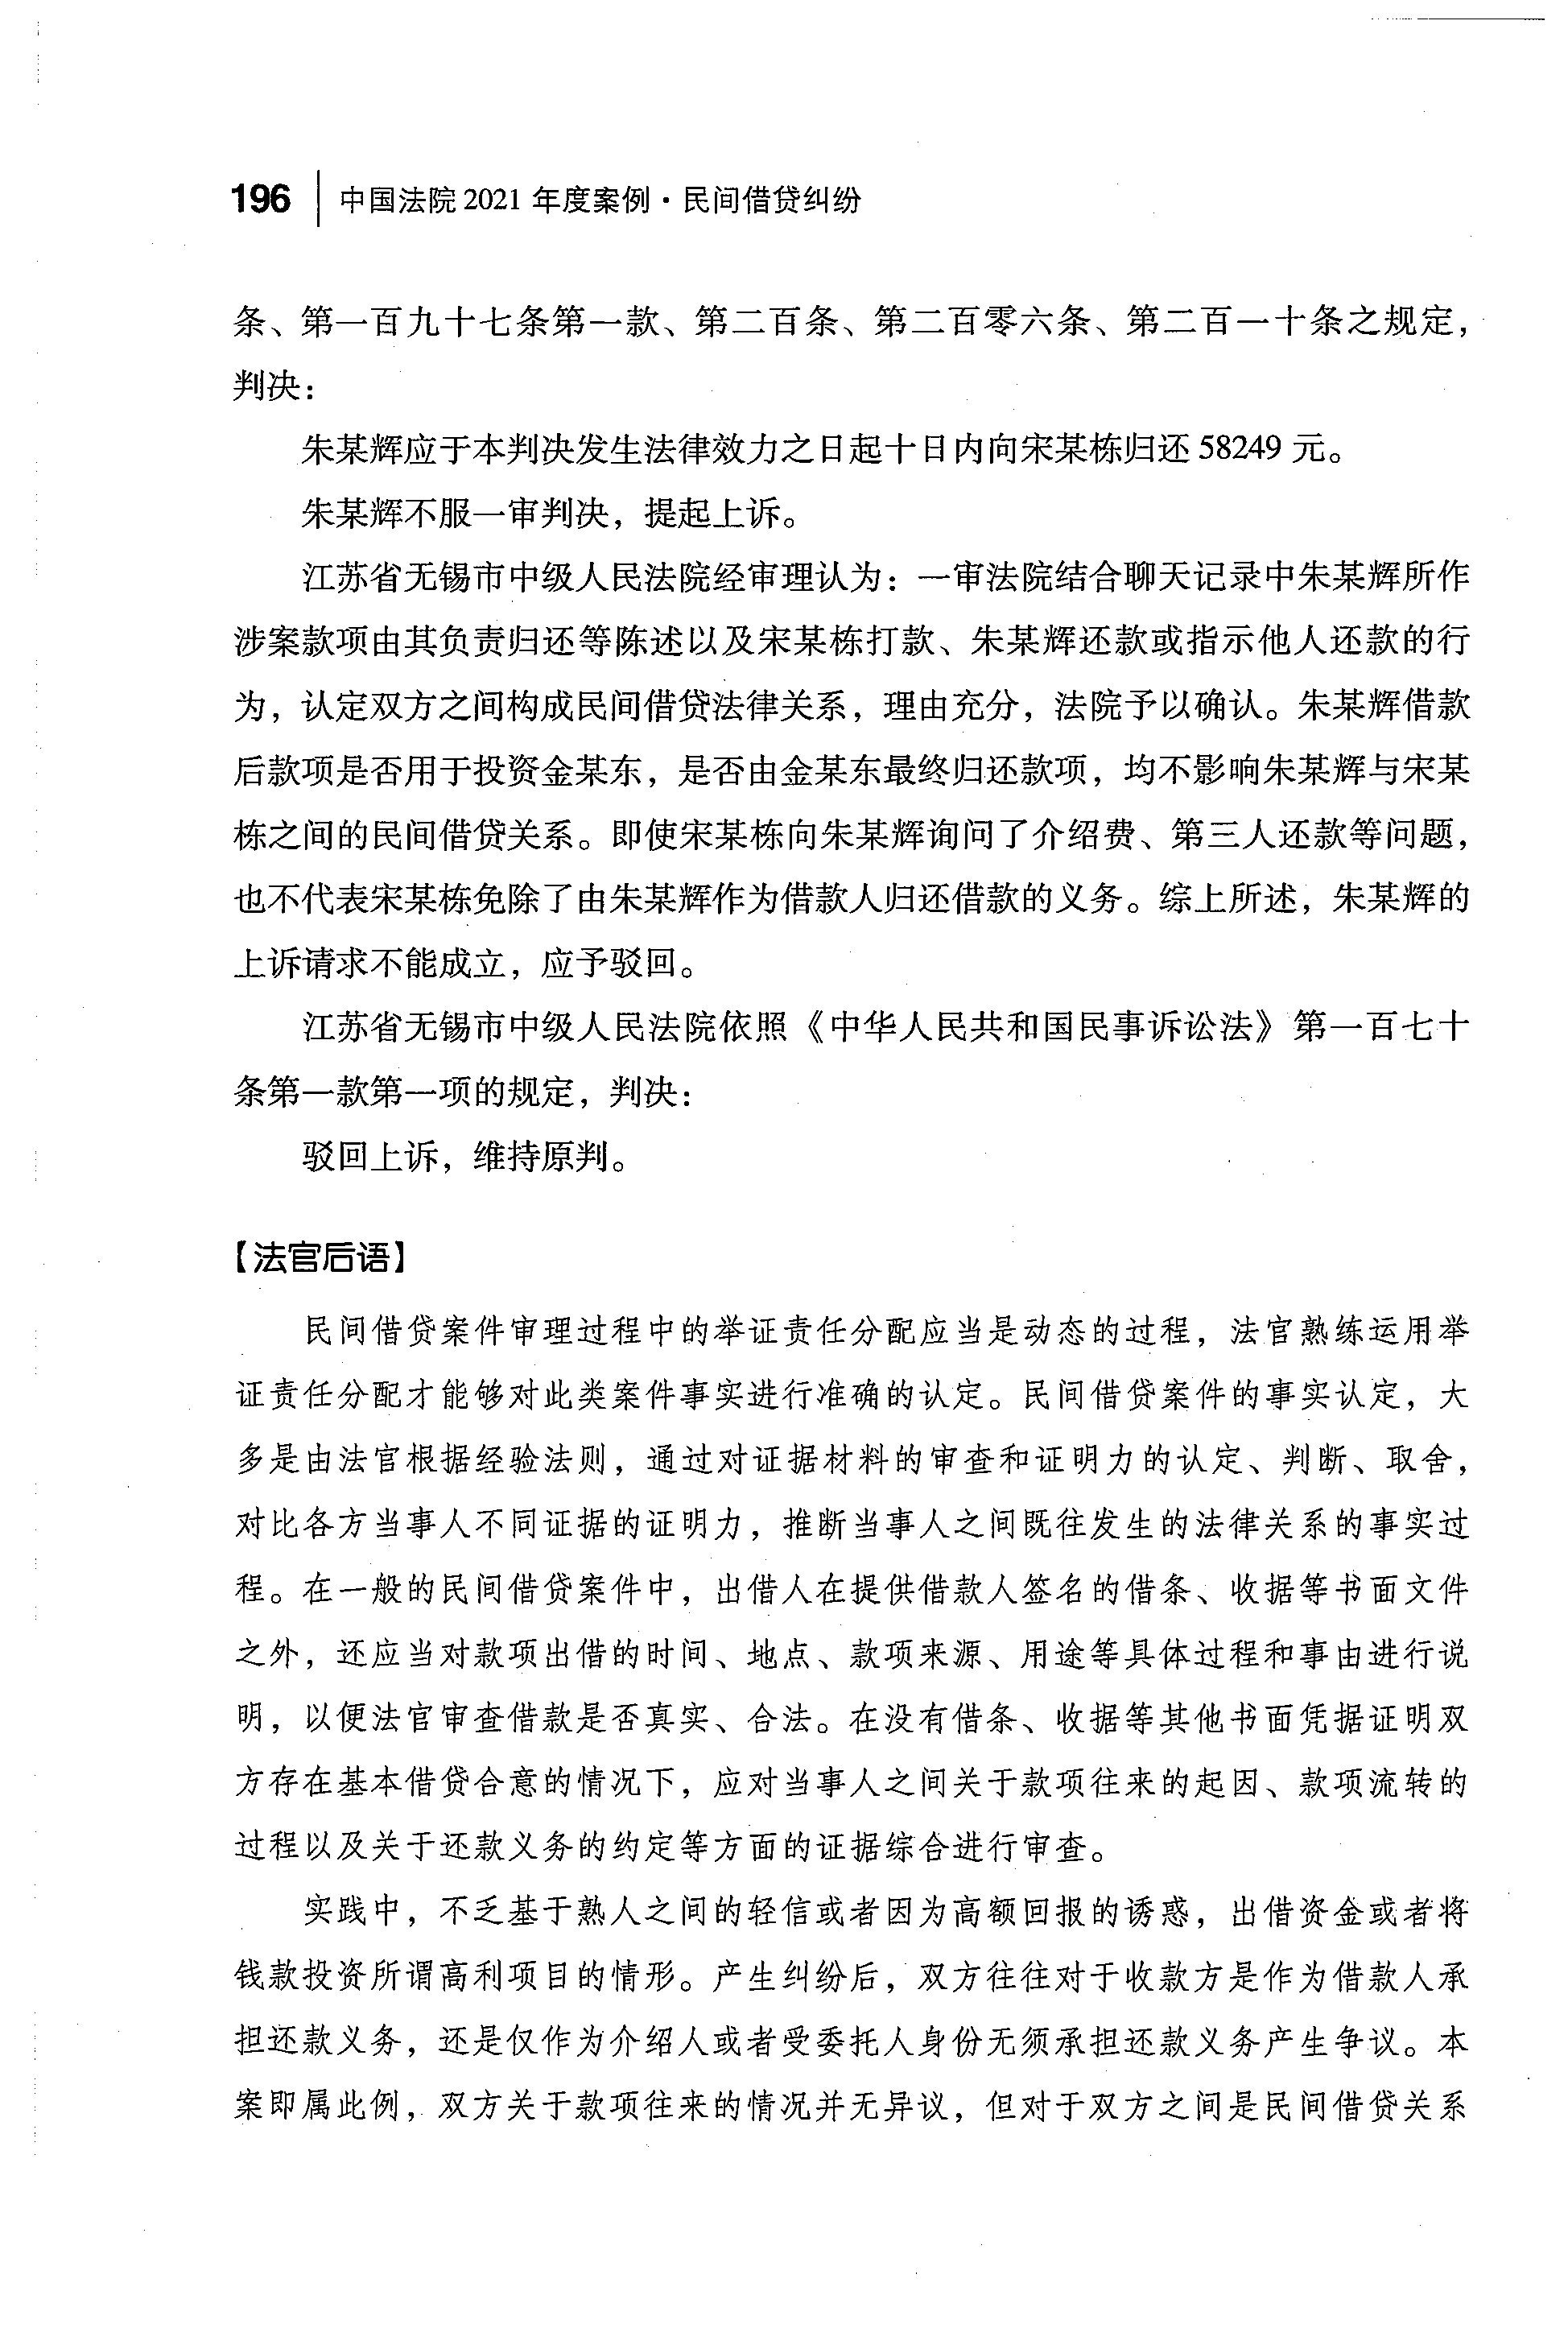 196 中国法院2021年度案例·民间借贷纠纷
条、第一百九十七条第一款、第二百条、第二百零六条、第二百一十条之规定，
判决：
朱某辉应于本判决发生法律效力之日起十日内向宋某栋归还58249元。
朱某辉不服一审判决，提起上诉。
江苏省无锡市中级人民法院经审理认为：一审法院结合聊天记录中朱某辉所作
涉案款项由其负责归还等陈述以及宋某栋打款、朱某辉还款或指示他人还款的行
为，认定双方之间构成民间借贷法律关系，理由充分，法院予以确认。朱某辉借款
后款项是否用于投资金某东，是否由金某东最终归还款项，均不影响朱某辉与宋某
栋之间的民间借贷关系。即使宋某栋向朱某辉询问了介绍费、第三人还款等问题，
也不代表宋某栋免除了由朱某辉作为借款人归还借款的义务。综上所述，朱某辉的
上诉请求不能成立，应予驳回。
江苏省无锡市中级人民法院依照《中华人民共和国民事诉讼法》第一百七十
条第一款第一项的规定，判决：
驳回上诉，维持原判。
【法官后语】
民间借贷案件审理过程中的举证责任分配应当是动态的过程，法官熟练运用举
证责任分配才能够对此类案件事实进行准确的认定。民间借贷案件的事实认定，大
多是由法官根据经验法则，通过对证据材料的审查和证明力的认定、判断、取舍，
对比各方当事人不同证据的证明力，推断当事人之间既往发生的法律关系的事实过
程。在一般的民间借贷案件中，出借人在提供借款人签名的借条、收据等书面文件
之外，还应当对款项出借的时间、地点、款项来源、用途等具体过程和事由进行说
明，以便法官审查借款是否真实、合法。在没有借条、收据等其他书面凭据证明双
方存在基本借贷合意的情况下，应对当事人之间关于款项往来的起因、款项流转的
过程以及关于还款义务的约定等方面的证据综合进行审查。
实践中，不乏基于熟人之间的轻信或者因为高额回报的诱惑，出借资金或者将
钱款投资所谓高利项目的情形。产生纠纷后，双方往往对于收款方是作为借款人承
担还款义务，还是仅作为介绍人或者受委托人身份无须承担还款义务产生争议。本
案即属此例，双方关于款项往来的情况并无异议，但对于双方之间是民间借贷关系